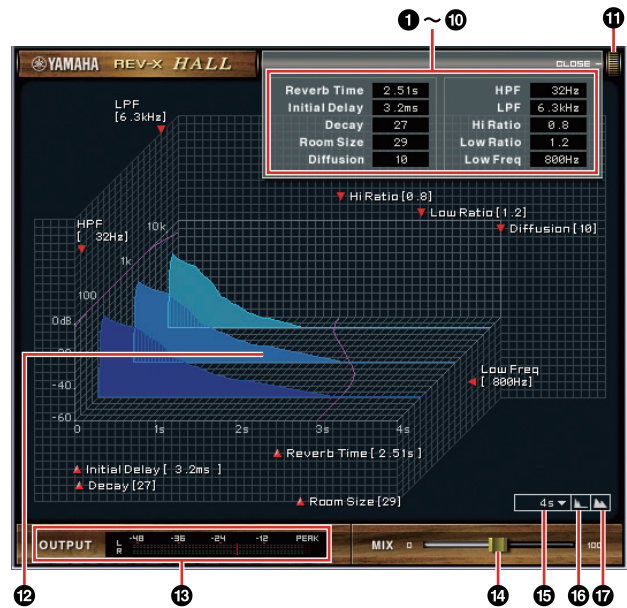 ❶～❿
⓫
YAMAHA REV-X HALL
CLOSE
Reverb Time 2.51s HPF 32Hz
Initial Delay 3.2ms LPF 6.3kHz
Decay 27 Hi Ratio 0.8
Room Size 29 Low Ratio 1.2
Diffusion 10 Low Freq 800Hz
LPF
[6.3kHz]
Hi Ratio[0.8]
Low Ratio[1.2]
Diffusion[10]
HPF
[ 32Hz]
10k
1k
100
0dB
-20
-40
-60
0 1s 2s 3s 4s
Low Freq
[ 800Hz]
Reverb Time[ 2.51s ]
Initial Delay[ 3.2ms ]
Decay[27]
Room Size[29]
4s
OUTPUT L R -48 -36 -24 -12 PEAK
MIX 0 100
⓬ ⓭ ⓮ ⓯ ⓰ ⓱